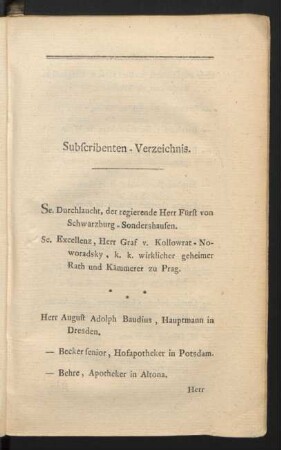 Subſcribenten-Verzeichnis.
Se. Durchlaucht, der regierende Herr Fürſt von
Schwarzburg-Sondershauſen.
Se. Excellenz, Herr Graf v. Kollowrat-No-
woradsky, k. k. wirklicher geheimer
Rath und Kämmerer zu Prag.
* * *
Herr Auguſt Adolph Baudius, Hauptmann in
Dresden.
— Becker ſenior, Hofapotheker in Potsdam.
— Behre, Apotheker in Altona.
Herr